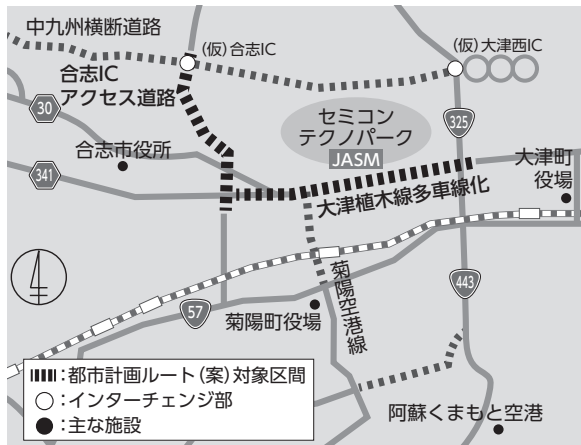 中九州横断道路
(仮)合志IC
(仮)大津西IC
合志IC
アクセス道路
30
セミコン
テクノパーク
JASM
325
合志市役所
341
大津町
役場
大津植木線多車線化
菊陽空港線
443
57
菊陽町役場
:都市計画ルート(案)対象区間
:インターチェンジ部
:主な施設
阿蘇くまもと空港